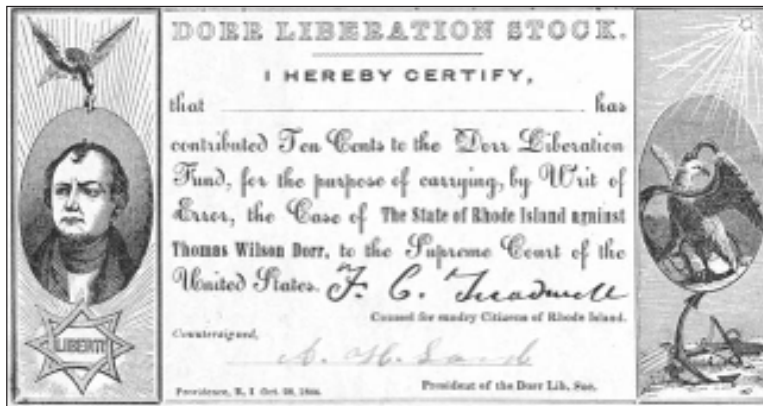 DORR LIBERATION STOCK.
I HEREBY CERTIFY,
that has
contributed Ten Cents to the Dorr Liberation
Fund, for the purpose of carrying, by Writ of
Error, the Case of The State of Rhode Island against
Thomas Wilson Dorr, to the Supreme Court of the
United States. F. C. Treadwell
Counsel for sundry Citizens of Rhode Island.
Countersigned,
A. H.
President of the Dorr Lib. Soc.
Providence, R. I Oct. 1844.
LIBERTY